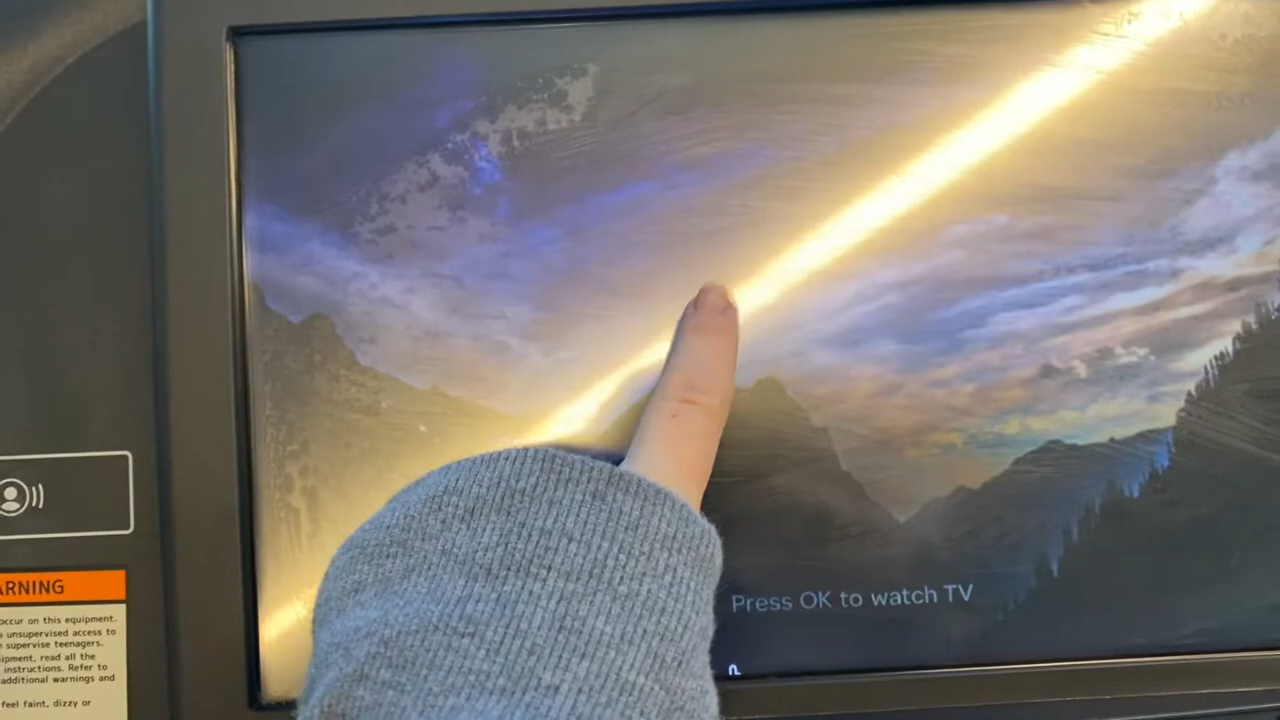 Press OK to watch TV
ARNING
occur on this equipment.
unsupervised access to
supervise teenagers.
ipment, read all the
instructions. Refer to
additional warnings and
feel faint, dizzy or